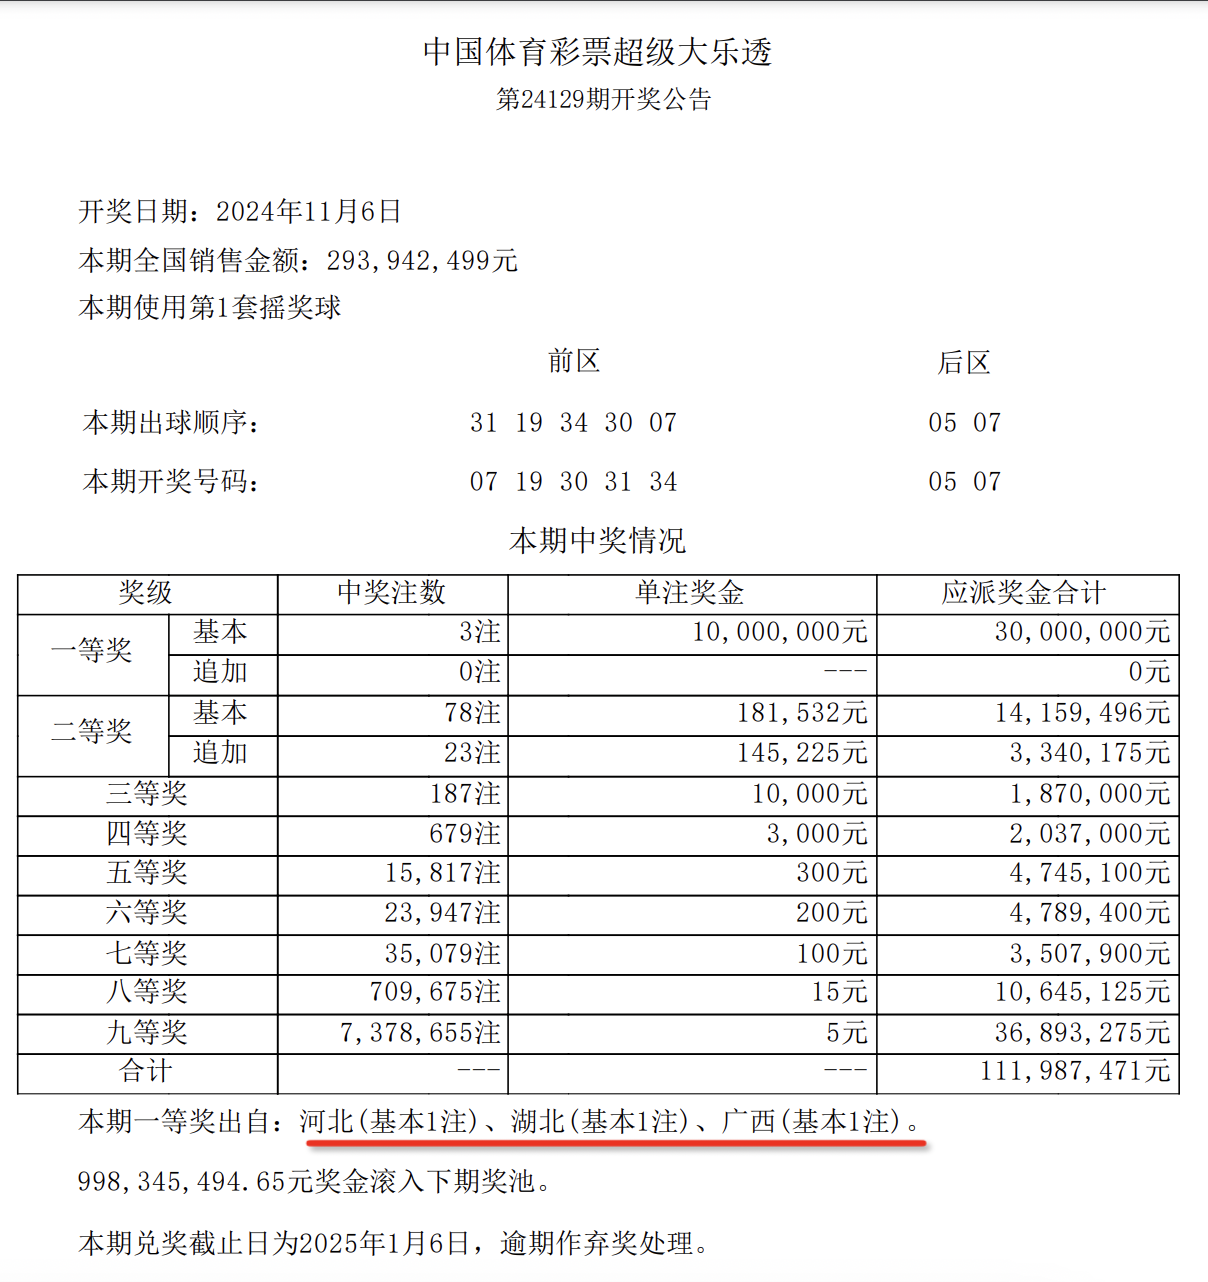 中国体育彩票超级大乐透
第24129期开奖公告
开奖日期：2024年11月6日
本期全国销售金额：293,942,499元
本期使用第1套摇奖球
前区 后区
本期出球顺序： 31 19 34 30 07 05 07
本期开奖号码： 07 19 30 31 34 05 07
本期中奖情况
奖级 中奖注数 单注奖金 应派奖金合计
一等奖 基本 3注 10,000,000元 30,000,000元
追加 0注 --- 0元
二等奖 基本 78注 181,532元 14,159,496元
追加 23注 145,225元 3,340,175元
三等奖 187注 10,000元 1,870,000元
四等奖 679注 3,000元 2,037,000元
五等奖 15,817注 300元 4,745,100元
六等奖 23,947注 200元 4,789,400元
七等奖 35,079注 100元 3,507,900元
八等奖 709,675注 15元 10,645,125元
九等奖 7,378,655注 5元 36,893,275元
合计 --- --- 111,987,471元
本期一等奖出自：河北(基本1注)、湖北(基本1注)、广西(基本1注)。
998,345,494.65元奖金滚入下期奖池。
本期兑奖截止日为2025年1月6日，逾期作弃奖处理。